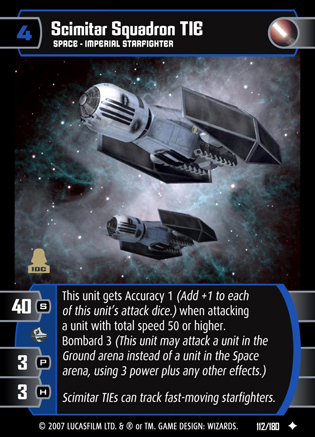 4 Scimitar Squadron TIE
SPACE - IMPERIAL STARFIGHTER
IDC
40 S
This unit gets Accuracy 1 (Add +1 to each
of this unit's attack dice.) when attacking
a unit with total speed 50 or higher.
Bombard 3 (This unit may attack a unit in the
3 P
Ground arena instead of a unit in the Space
arena, using 3 power plus any other effects.)
3 H
Scimitar TIEs can track fast-moving starfighters.
© 2007 LUCASFILM LTD. & ® or TM. GAME DESIGN: WIZARDS. 112/180